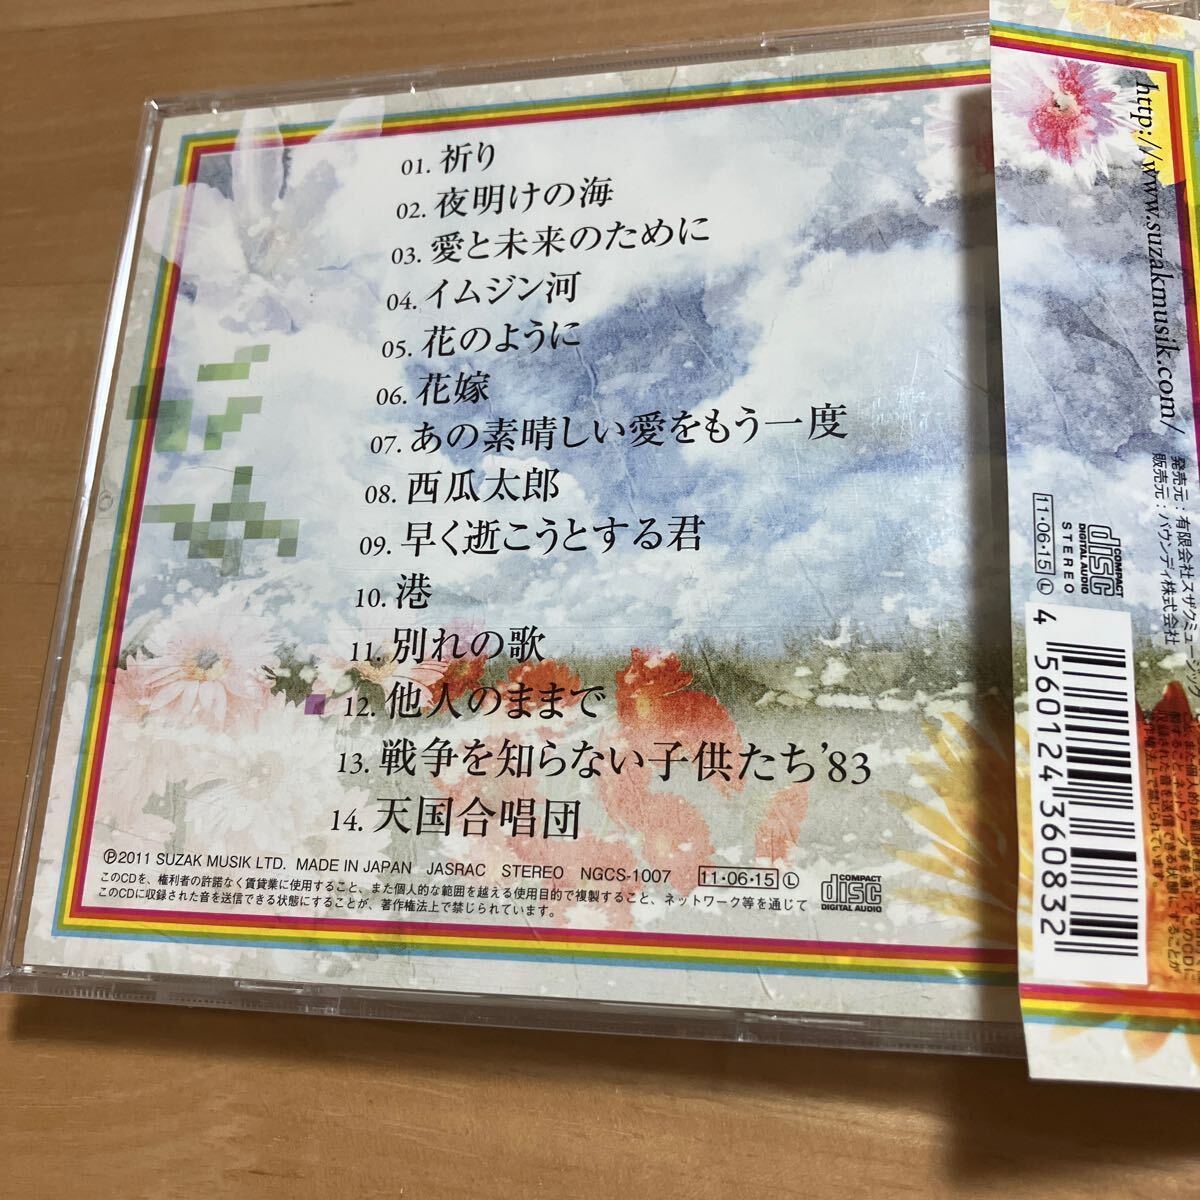 01. 祈り
02. 夜明けの海
03. 愛と未来のために
04. イムジン河
05. 花のように
06. 花嫁
07. あの素晴しい愛をもう一度
08. 西瓜太郎
09. 早く逝こうとする君
10. 港
11. 別れの歌
12. 他人のままで
13. 戦争を知らない子供たち'83
14. 天国合唱団
Ⓟ2011 SUZAK MUSIK LTD. MADE IN JAPAN JASRAC STEREO NGCS-1007 11・06・15 Ⓛ
このCDを、権利者の許諾なく賃貸業に使用すること、また個人的な範囲を越える使用目的で複製すること、ネットワーク等を通じて
このCDに収録された音を送信できる状態にすることが、著作権法上で禁じられています。
COMPACT
disc
DIGITAL AUDIO
http://www.suzakmusik.com/
発売元：有限会社スザクミュージック
販売元：バウンディ株式会社
COMPACT
disc
DIGITAL AUDIO
STEREO
11・06・15 Ⓛ
4 560124 360832